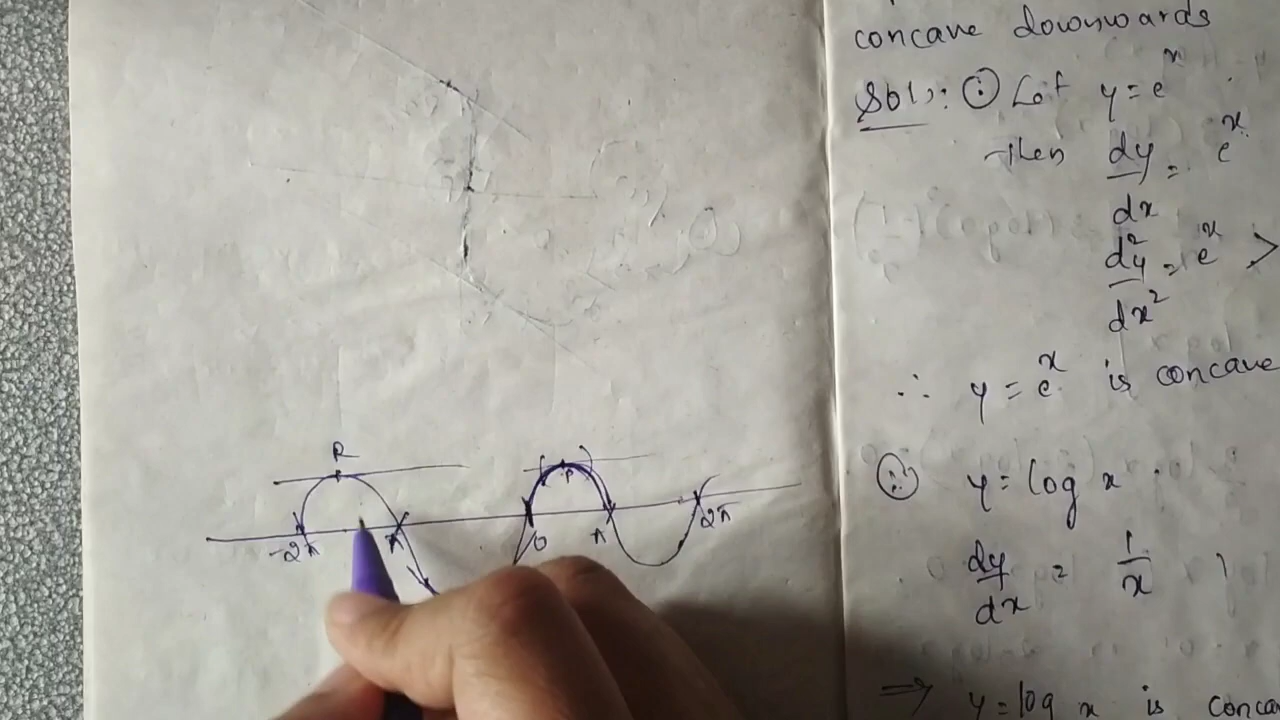 R
P
-2π
π
0
π
2π
concave downwards
Sol: (i) Let y = e^x
Then dy/dx = e^x
d²y/dx² = e^x >
∴ y = e^x is concave
(ii) y = log x
dy/dx = 1/x
⇒ y = log x is conca